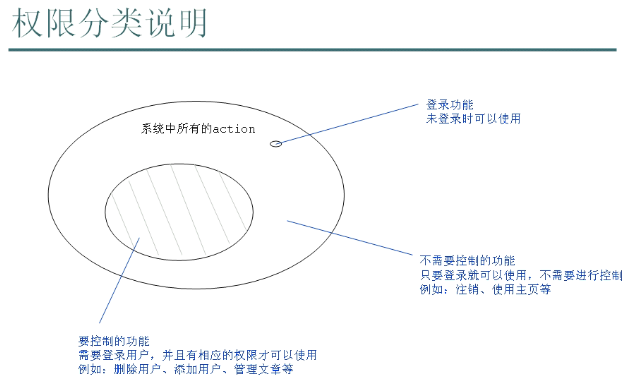 权限分类说明
系统中所有的action
登录功能
未登录时可以使用
不需要控制的功能
只要登录就可以使用，不需要进行控制
例如：注销、使用主页等
要控制的功能
需要登录用户，并且有相应的权限才可以使用
例如：删除用户、添加用户、管理文章等